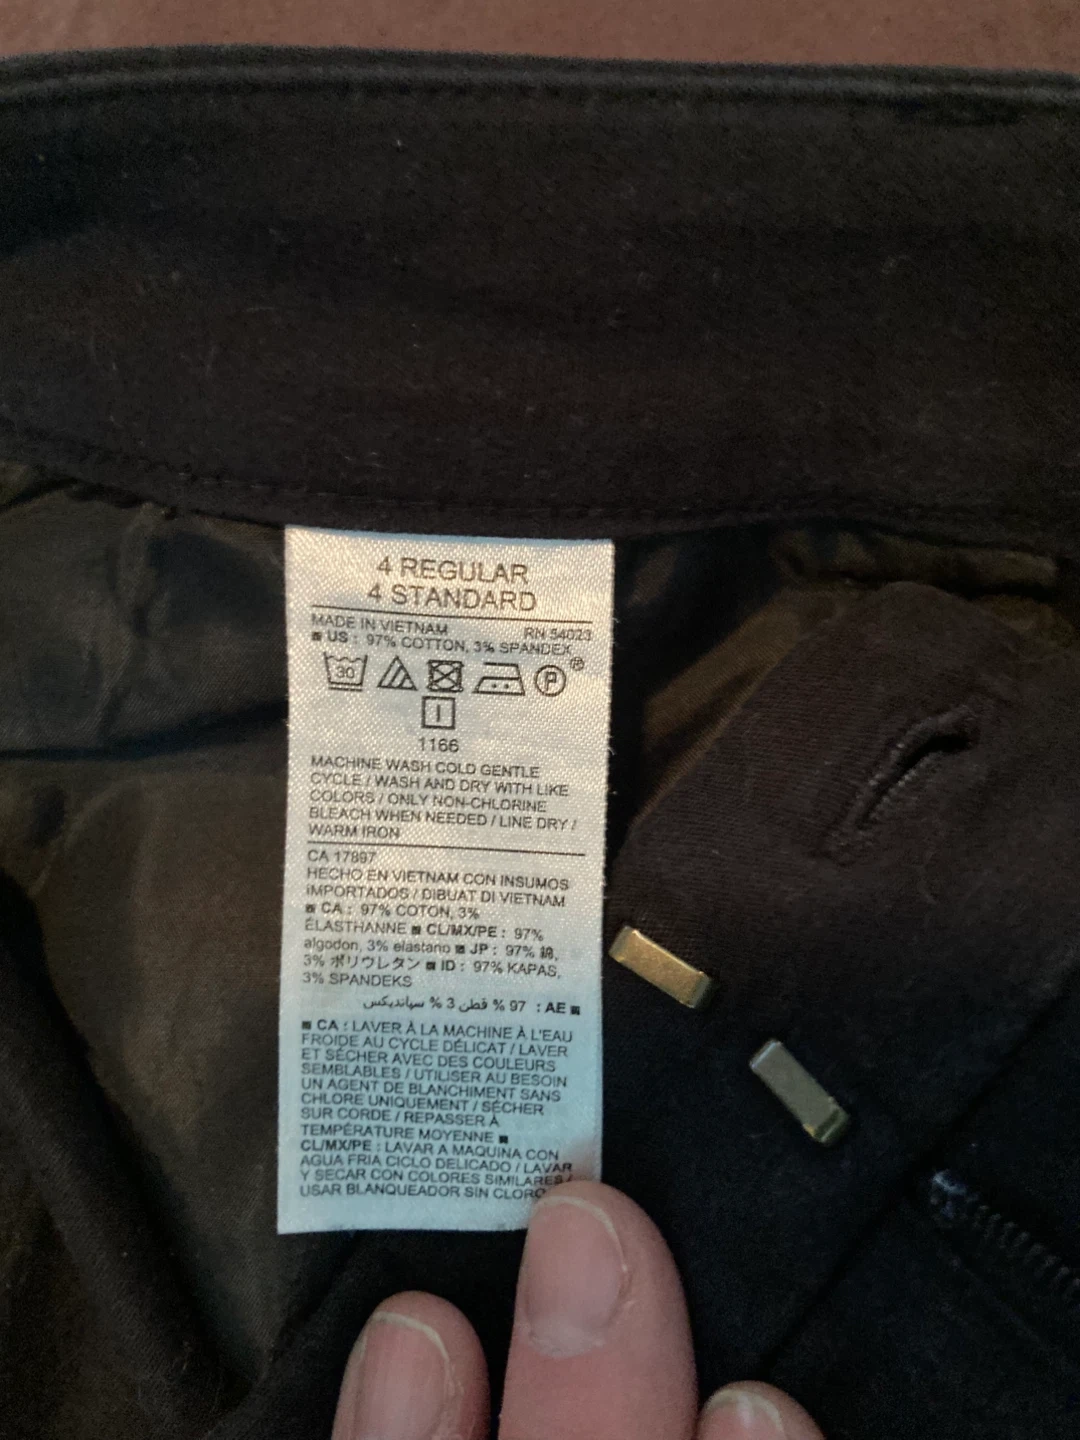 4 REGULAR
4 STANDARD
MADE IN VIETNAM RN 54023
■ US : 97% COTTON, 3% SPANDEX
30 P ®
1166
MACHINE WASH COLD GENTLE
CYCLE / WASH AND DRY WITH LIKE
COLORS / ONLY NON-CHLORINE
BLEACH WHEN NEEDED / LINE DRY /
WARM IRON
CA 17897
HECHO EN VIETNAM CON INSUMOS
IMPORTADOS / DIBUAT DI VIETNAM
■ CA : 97% COTON, 3%
ÉLASTHANNE ■ CL/MX/PE : 97%
algodon, 3% elastano ■ JP : 97% 綿,
3% ポリウレタン ■ ID : 97% KAPAS,
3% SPANDEKS
■ AE : 97 % قطن 3 % سپانديكس
■ CA : LAVER À LA MACHINE À L'EAU
FROIDE AU CYCLE DÉLICAT / LAVER
ET SÉCHER AVEC DES COULEURS
SEMBLABLES / UTILISER AU BESOIN
UN AGENT DE BLANCHIMENT SANS
CHLORE UNIQUEMENT / SÉCHER
SUR CORDE / REPASSER À
TEMPÉRATURE MOYENNE ■
CL/MX/PE : LAVAR A MAQUINA CON
AGUA FRIA CICLO DELICADO / LAVAR
Y SECAR CON COLORES SIMILARES /
USAR BLANQUEADOR SIN CLORO